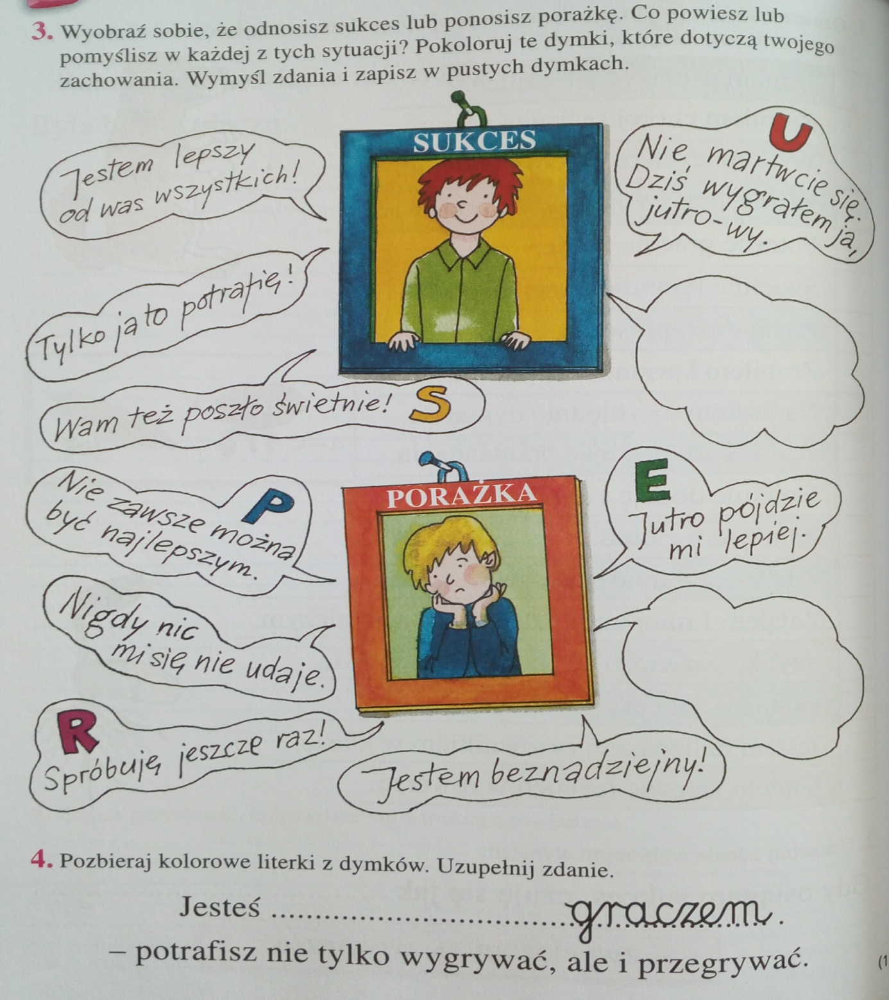 3. Wyobraź sobie, że odnosisz sukces lub ponosisz porażkę. Co powiesz lub
pomyślisz w każdej z tych sytuacji? Pokoloruj te dymki, które dotyczą twojego
zachowania. Wymyśl zdania i zapisz w pustych dymkach.
SUKCES
Jestem lepszy
od was wszystkich!
Tylko ja to potrafię!
Wam też poszło świetnie! S
U
Nie martwcie się.
Dziś wygrałem ja,
jutro-wy.
PORAŻKA
P
Nie zawsze można
być najlepszym.
Nigdy nic
mi się nie udaje.
R
Spróbuję jeszcze raz!
E
Jutro pójdzie
mi lepiej.
Jestem beznadziejny!
4. Pozbieraj kolorowe literki z dymków. Uzupełnij zdanie.
Jesteś .................................. graczem.
– potrafisz nie tylko wygrywać, ale i przegrywać.
(1